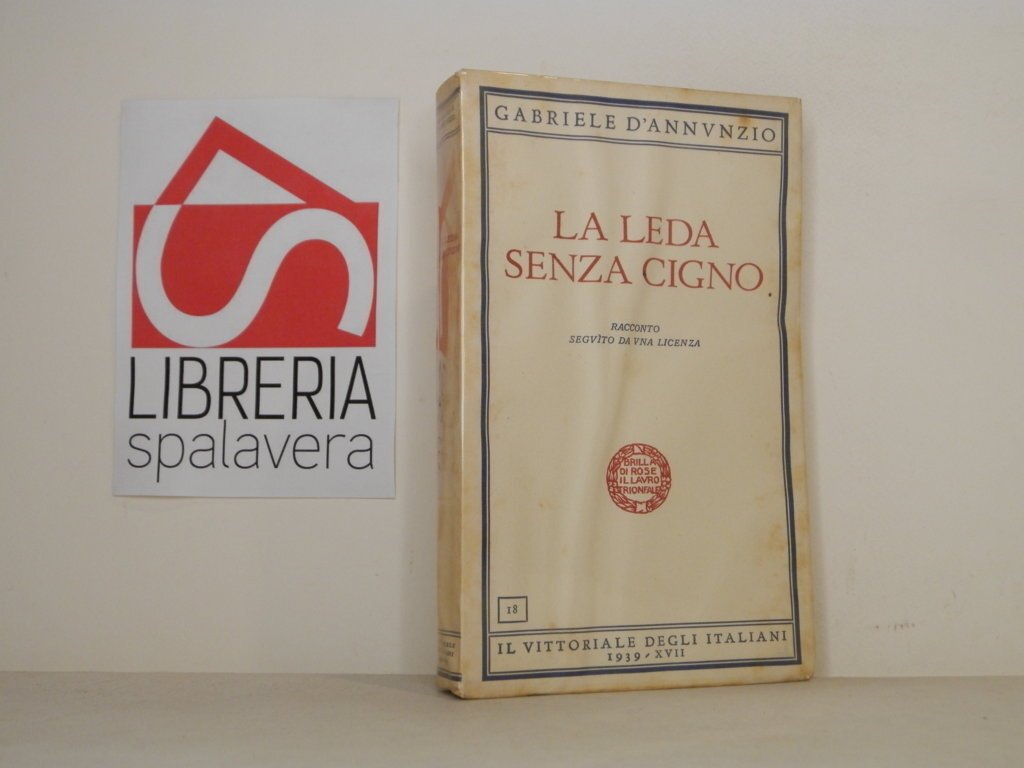 LIBRERIA
spalavera
GABRIELE D'ANNVNZIO
LA LEDA
SENZA CIGNO
RACCONTO
SEGVÌTO DA VNA LICENZA
BRILLA
DI ROSE
IL LAVRO
TRIONFALE
18
IL VITTORIALE DEGLI ITALIANI
1939 - XVII